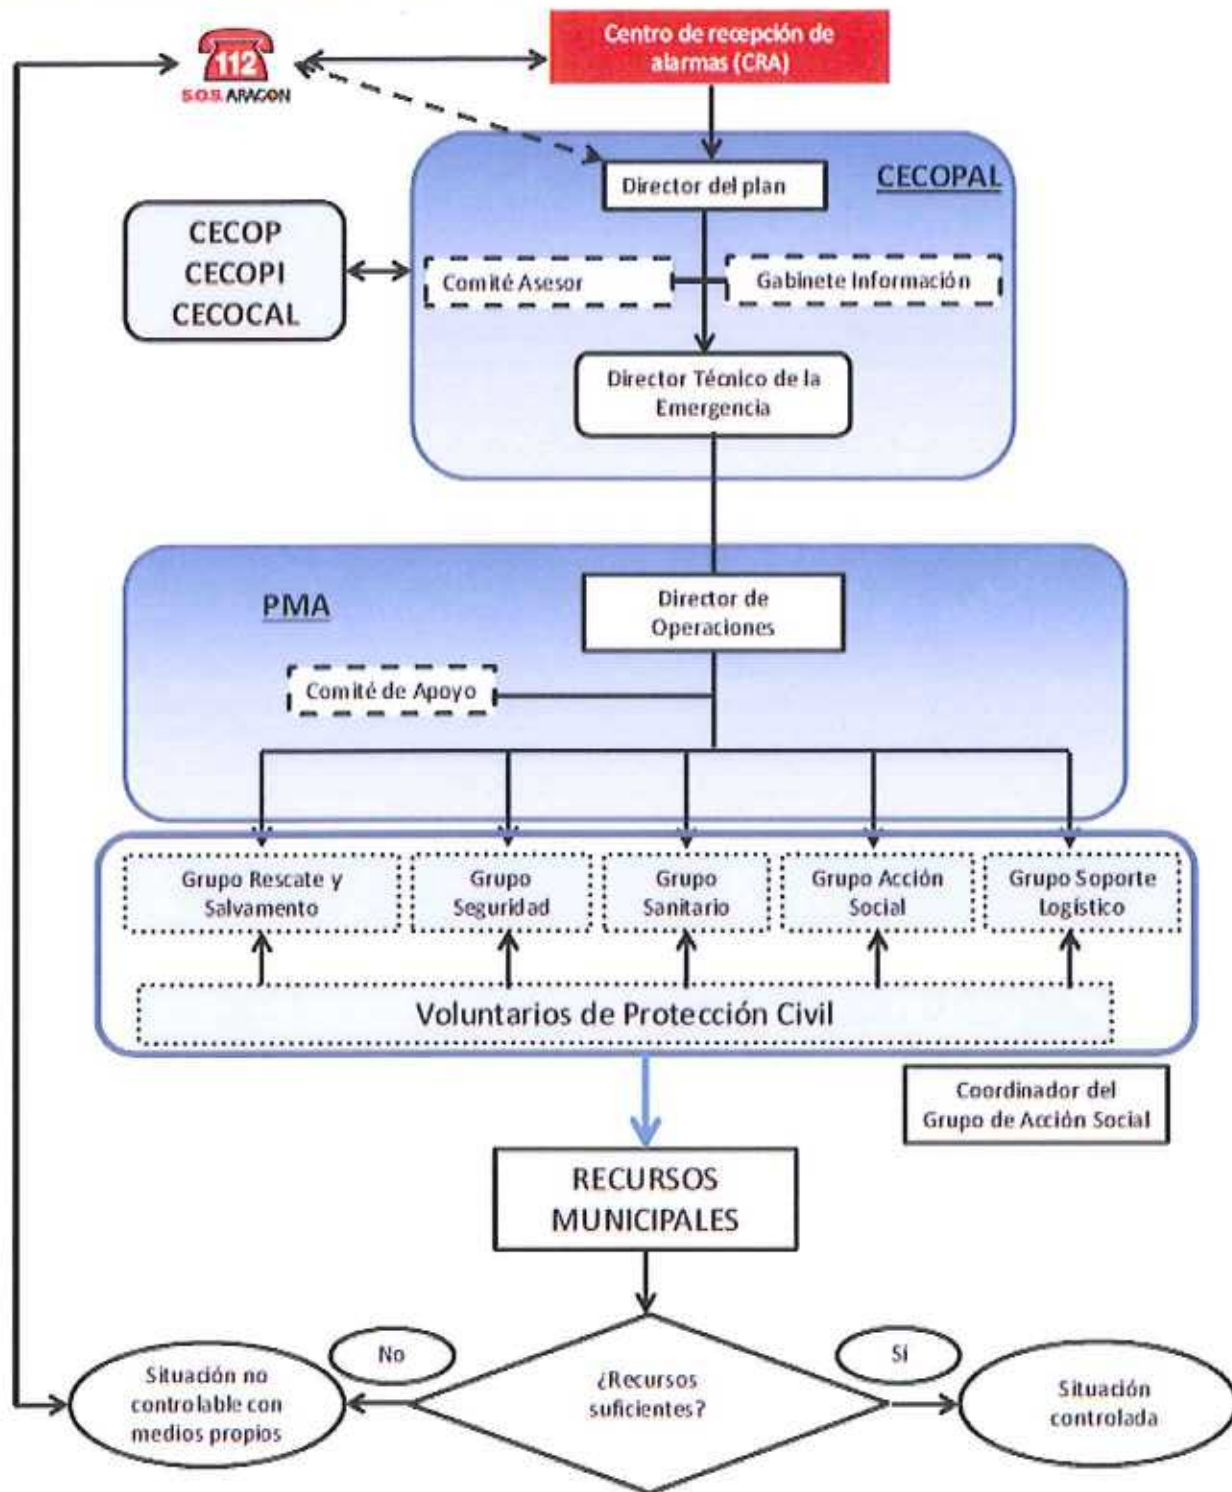 112
S.O.S. ARAGON
Centro de recepción de
alarmas (CRA)
CECOPAL
Director del plan
CECOP
CECOPI
CECOCAL
Comité Asesor
Gabinete Información
Director Técnico de la
Emergencia
PMA
Director de
Operaciones
Comité de Apoyo
Grupo Rescate y
Salvamento
Grupo
Seguridad
Grupo
Sanitario
Grupo Acción
Social
Grupo Soporte
Logístico
Voluntarios de Protección Civil
Coordinador del
Grupo de Acción Social
RECURSOS
MUNICIPALES
No
Sí
Situación no
controlable con
medios propios
¿Recursos
suficientes?
Situación
controlada